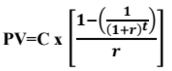 PV=C x [1-(1/(1+r)^t)/r]